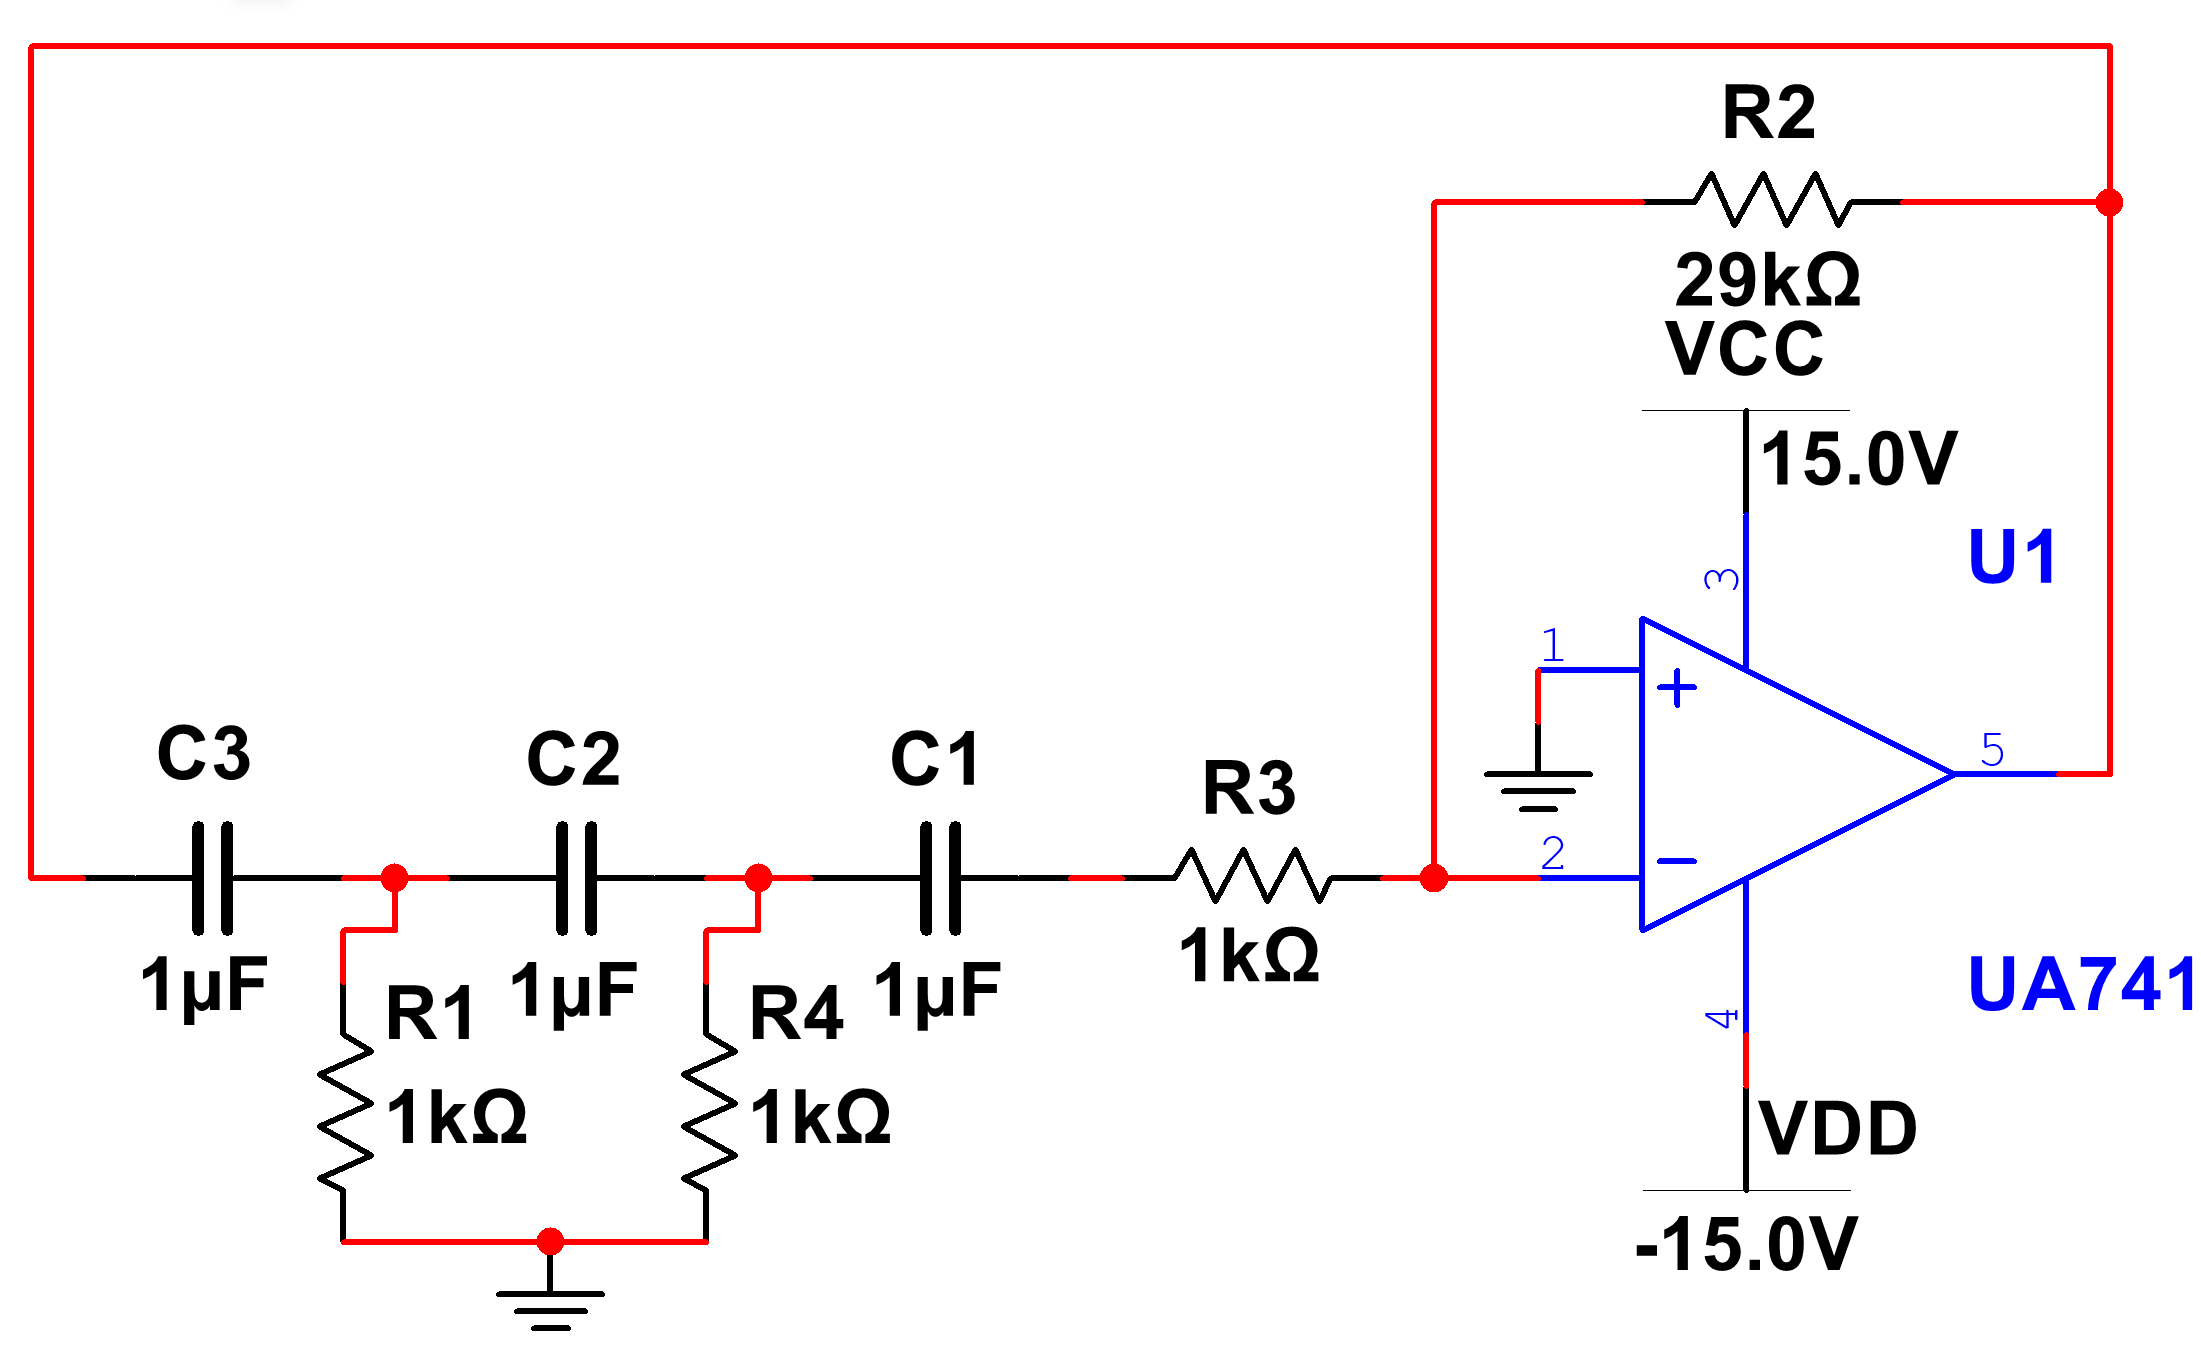 R2
29kΩ
VCC
15.0V
U1
3
1
+
5
C3
C2
C1
R3
2
−
1µF
1µF
1µF
1kΩ
UA741
R1
R4
4
1kΩ
1kΩ
VDD
-15.0V